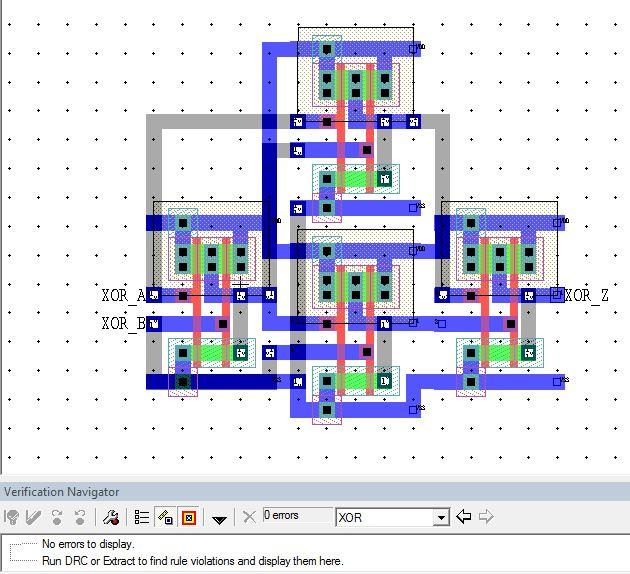 XOR_A
XOR_Z
XOR_B
Verification Navigator
0 errors
XOR
No errors to display.
Run DRC or Extract to find rule violations and display them here.